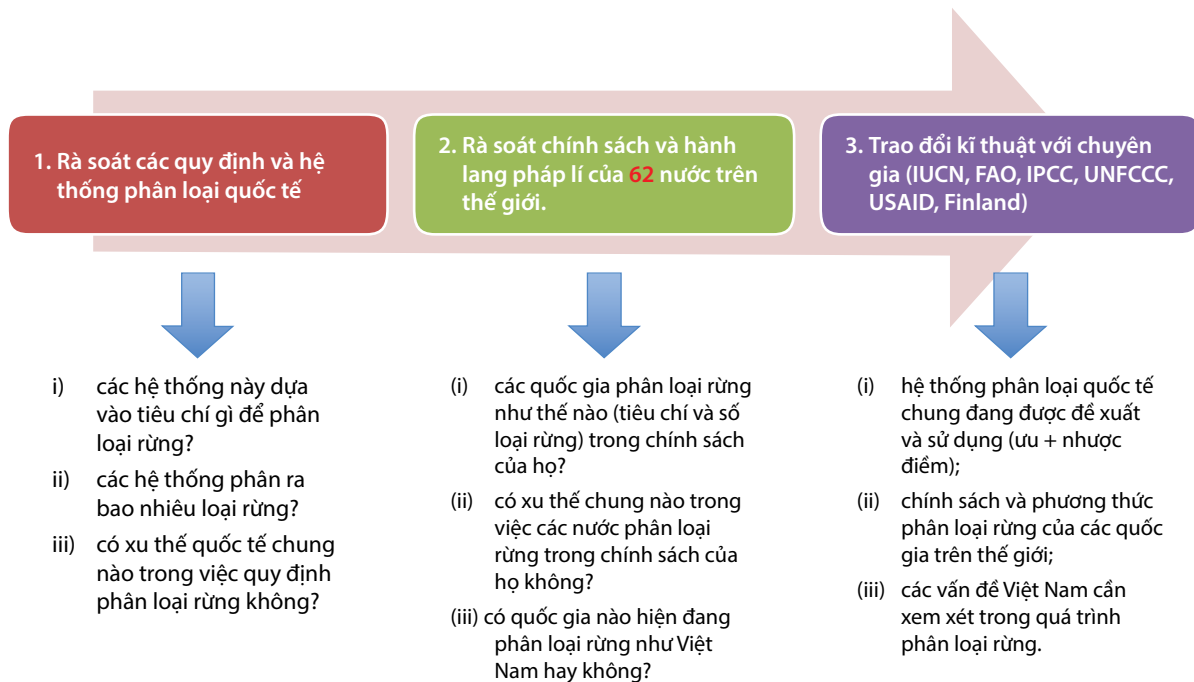 1. Rà soát các quy định và hệ
thống phân loại quốc tế
2. Rà soát chính sách và hành
lang pháp lí của 62 nước trên
thế giới.
3. Trao đổi kĩ thuật với chuyên
gia (IUCN, FAO, IPCC, UNFCCC,
USAID, Finland)
i) các hệ thống này dựa
vào tiêu chí gì để phân
loại rừng?
ii) các hệ thống phân ra
bao nhiêu loại rừng?
iii) có xu thế quốc tế chung
nào trong việc quy định
phân loại rừng không?
(i) các quốc gia phân loại rừng
như thế nào (tiêu chí và số
loại rừng) trong chính sách
của họ?
(ii) có xu thế chung nào trong
việc các nước phân loại
rừng trong chính sách của
họ không?
(iii) có quốc gia nào hiện đang
phân loại rừng như Việt
Nam hay không?
(i) hệ thống phân loại quốc tế
chung đang được đề xuất
và sử dụng (ưu + nhược
điềm);
(ii) chính sách và phương thức
phân loại rừng của các quốc
gia trên thế giới;
(iii) các vấn đề Việt Nam cần
xem xét trong quá trình
phân loại rừng.